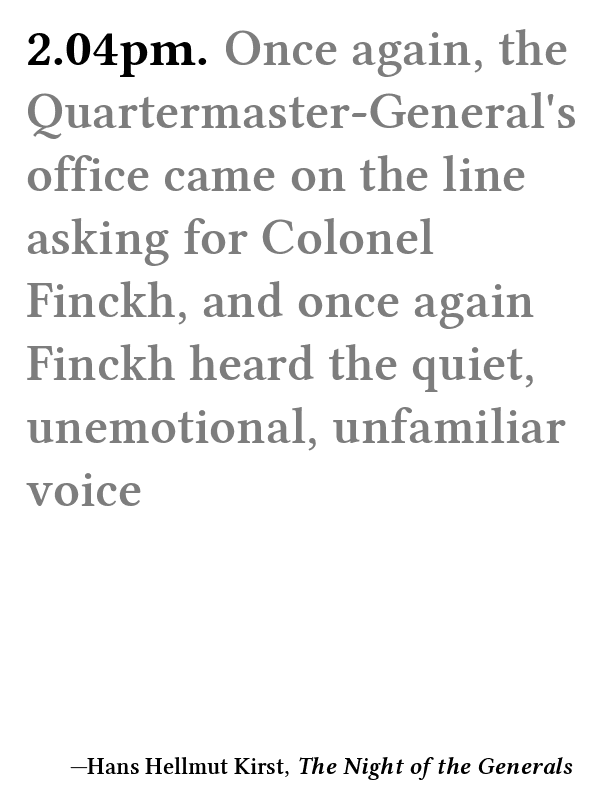 2.04pm. Once again, the
Quartermaster-General's
office came on the line
asking for Colonel
Finckh, and once again
Finckh heard the quiet,
unemotional, unfamiliar
voice
—Hans Hellmut Kirst, The Night of the Generals